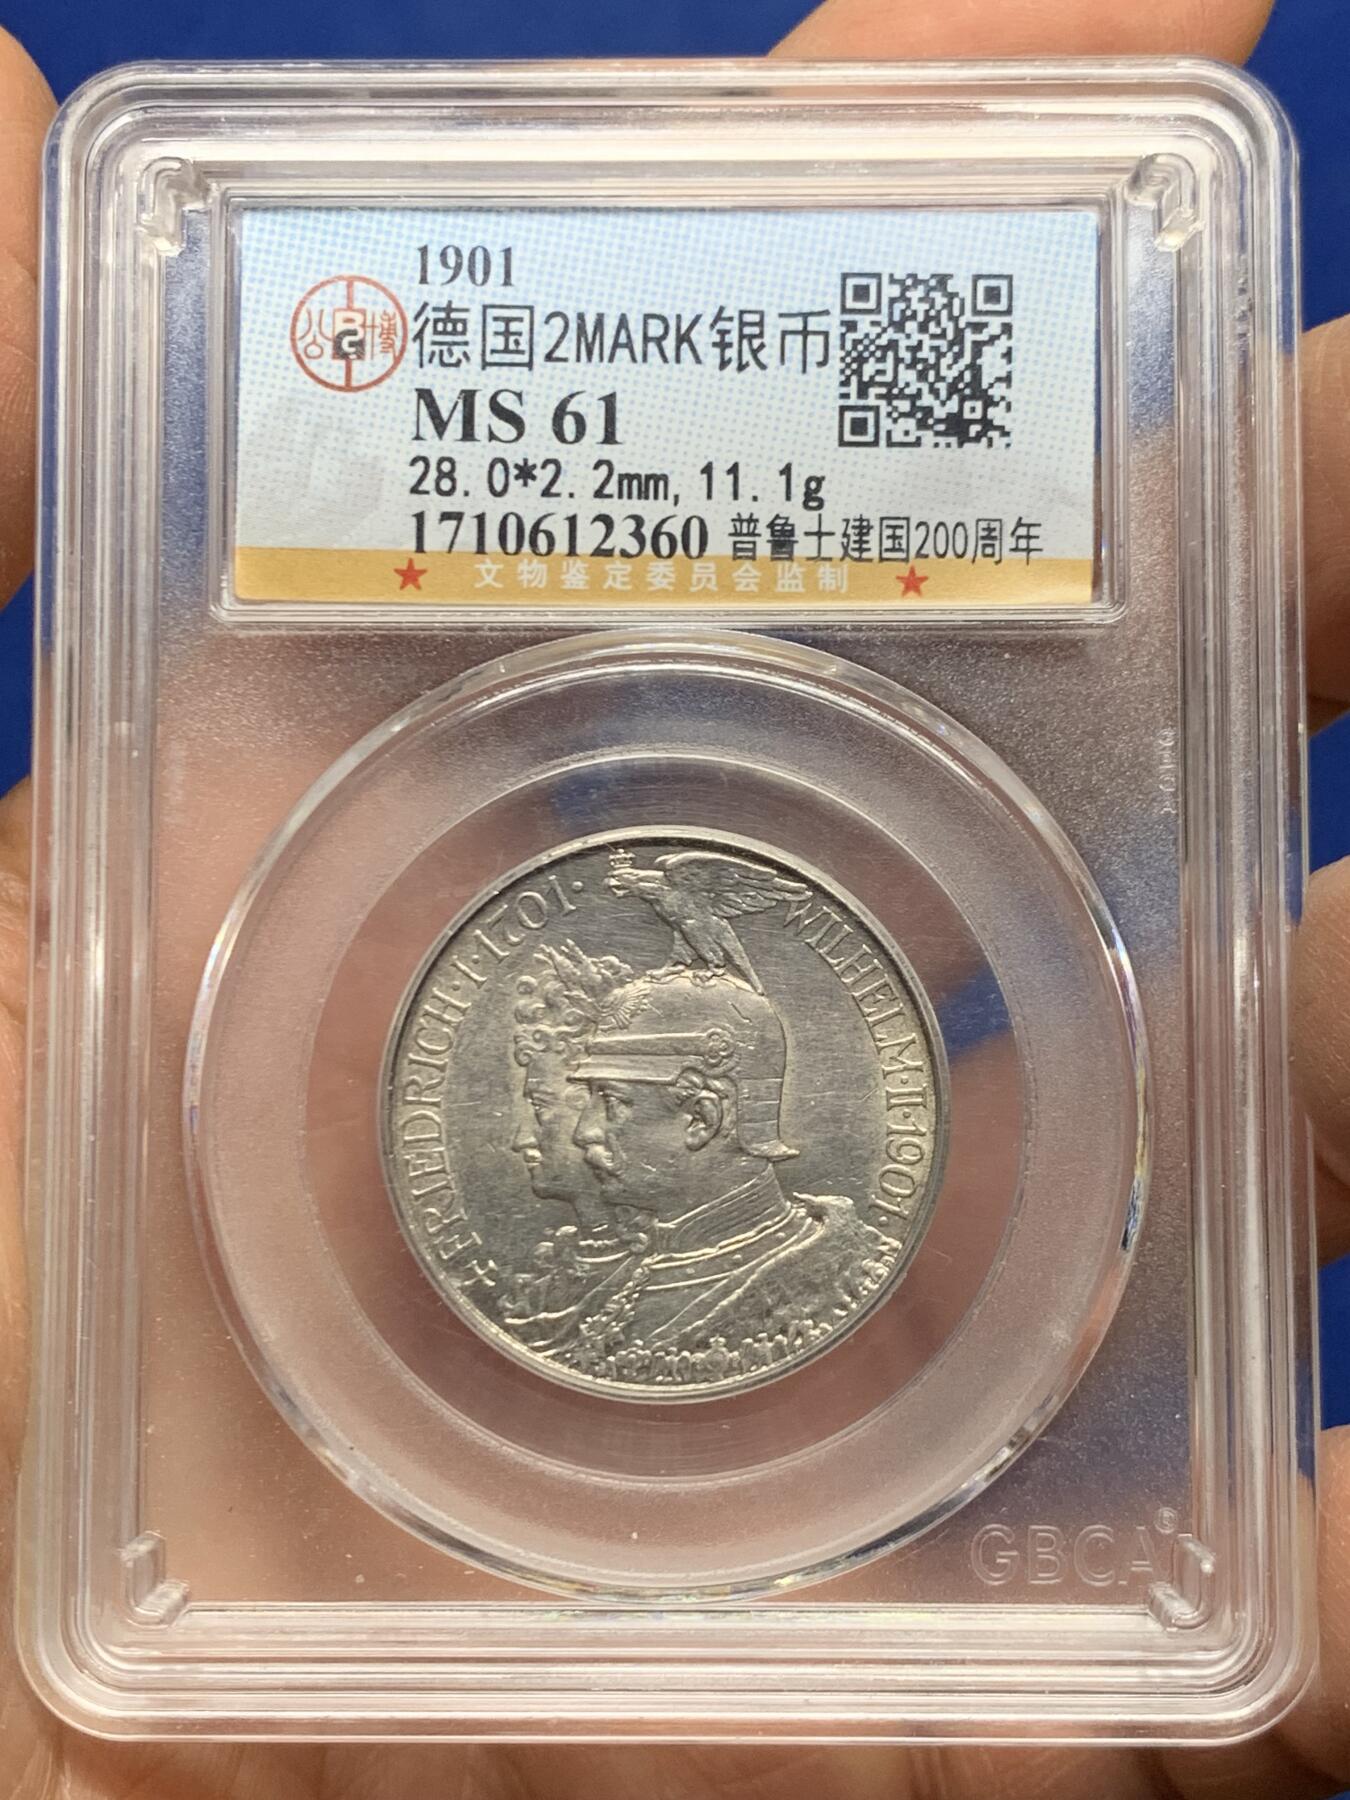 1901
公 博
德国2MARK银币
MS 61
28.0*2.2mm,11.1g
1710612360 普鲁士建国200周年
★ 文物鉴定委员会监制 ★
FRIEDRICH·I·1701·
WILHELM·II·1901·
GBCA®